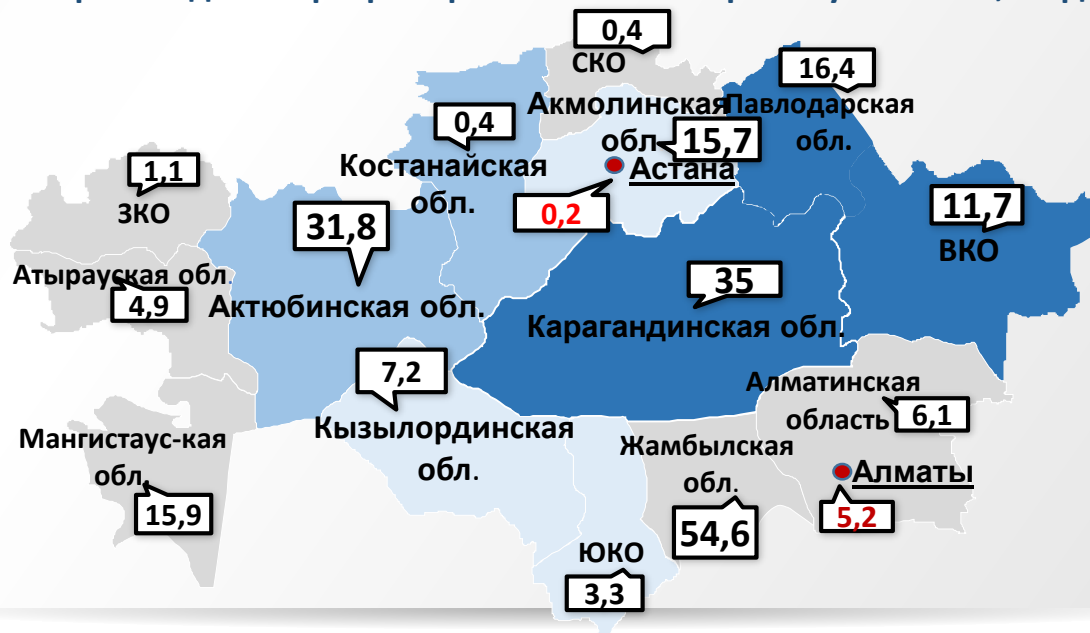 0,4
СКО
16,4
Акмолинская
обл.
15,7
Павлодарская
обл.
0,4
Костанайская
обл.
Астана
0,2
1,1
ЗКО
31,8
Актюбинская обл.
11,7
ВКО
Атырауская обл.
4,9
35
Карагандинская обл.
7,2
Кызылординская
обл.
Алматинская
область
6,1
Мангистаус-кая
обл.
15,9
Жамбылская
обл.
54,6
Алматы
5,2
ЮКО
3,3